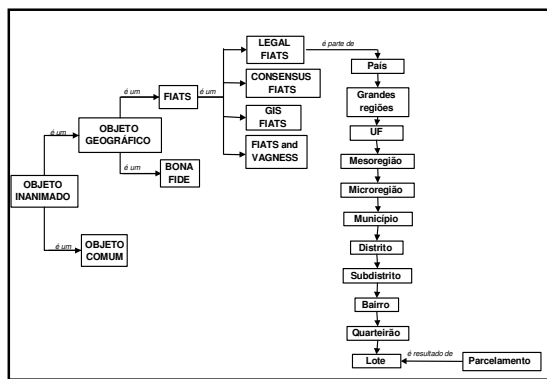 LEGAL
FIATS
é parte de
País
CONSENSUS
FIATS
é um
FIATS
é um
Grandes
regiões
GIS
FIATS
UF
é um
OBJETO
GEOGRÁFICO
FIATS and
VAGNESS
Mesoregião
é um
BONA
FIDE
Microregião
OBJETO
INANIMADO
Município
é um
OBJETO
COMUM
Distrito
Subdistrito
Bairro
Quarteirão
Lote
é resultado de
Parcelamento